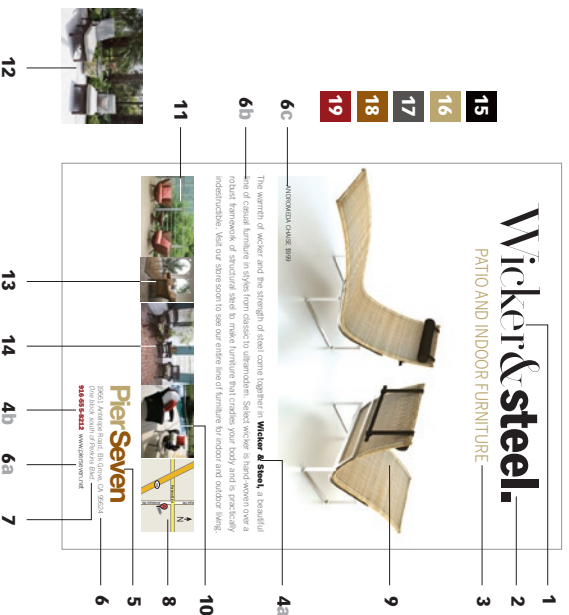 Wicker&steel.
PATIO AND INDOOR FURNITURE
ANDROMEDA CHAISE $999
The warmth of wicker and the strength of steel come together in Wicker & Steel, a beautiful
line of casual furniture in styles from classic to ultramodern. Select wicker is hand-woven over a
robust framework of structural steel to make furniture that cradles your body and is practically
indestructible. Visit our store soon to see our entire line of furniture for indoor and outdoor living.
PierSeven
19651 Antelope Road, Elk Grove, CA 95624
One block south of Perkins Blvd.
916-555-8212 www.pierseven.net
N
1
2
3
9
4a
10
8
5
6
7
6a
4b
14
13
12
11
6b
6c
15
16
17
18
19